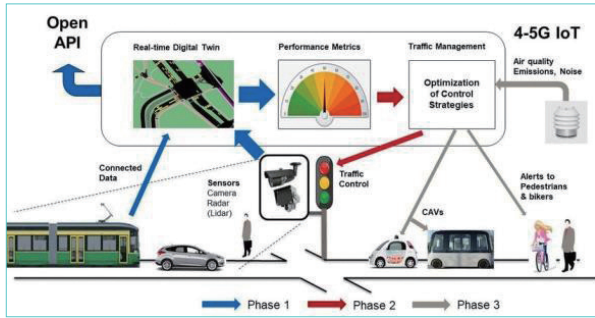 Open
API
Real-time Digital Twin
Performance Metrics
Traffic Management
4-5G IoT
Optimization
of Control
Strategies
Air quality
Emissions, Noise
Connected
Data
Sensors
Camera
Radar
(Lidar)
Traffic
Control
CAVs
Alerts to
Pedestrians
& bikers
Phase 1
Phase 2
Phase 3